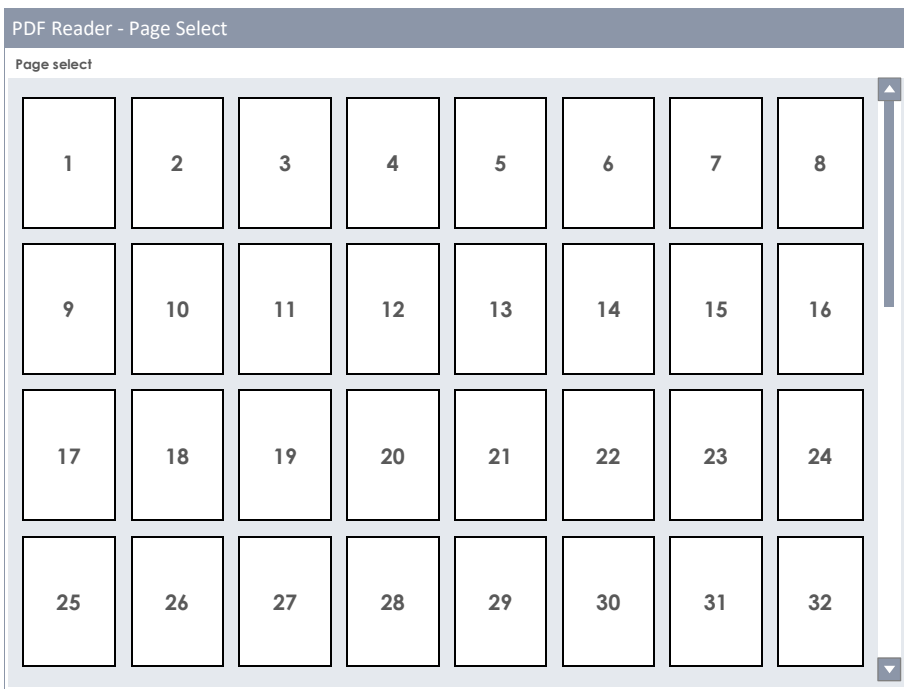 PDF Reader - Page Select
Page select
1 2 3 4 5 6 7 8
9 10 11 12 13 14 15 16
17 18 19 20 21 22 23 24
25 26 27 28 29 30 31 32